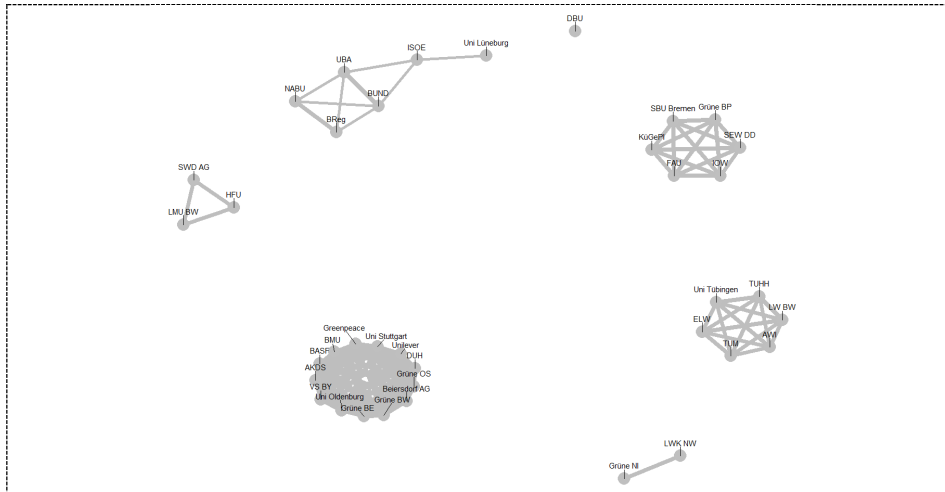 DBU
Uni Lüneburg
ISOE
UBA
NABU
BUND
BReg
SBU Bremen
Grüne BP
KüGePl
SEW DD
FAU
IOW
SWD AG
HFU
LMU BW
Uni Tübingen
TUHH
LW BW
ELW
AWI
TUM
Greenpeace
Uni Stuttgart
BMU
Unilever
BASF
DUH
AKDS
Grüne OS
VS BY
Beiersdorf AG
Uni Oldenburg
Grüne BW
Grüne BE
LWK NW
Grüne NI